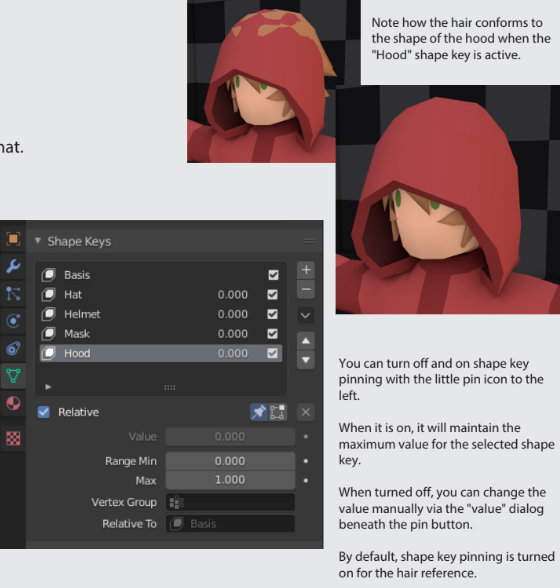 Note how the hair conforms to
the shape of the hood when the
"Hood" shape key is active.
hat.
Shape Keys
Basis
Hat 0.000
Helmet 0.000
Mask 0.000
Hood 0.000
Relative
Value 0.000
Range Min 0.000
Max 1.000
Vertex Group
Relative To Basis
You can turn off and on shape key
pinning with the little pin icon to the
left.
When it is on, it will maintain the
maximum value for the selected shape
key.
When turned off, you can change the
value manually via the "value" dialog
beneath the pin button.
By default, shape key pinning is turned
on for the hair reference.